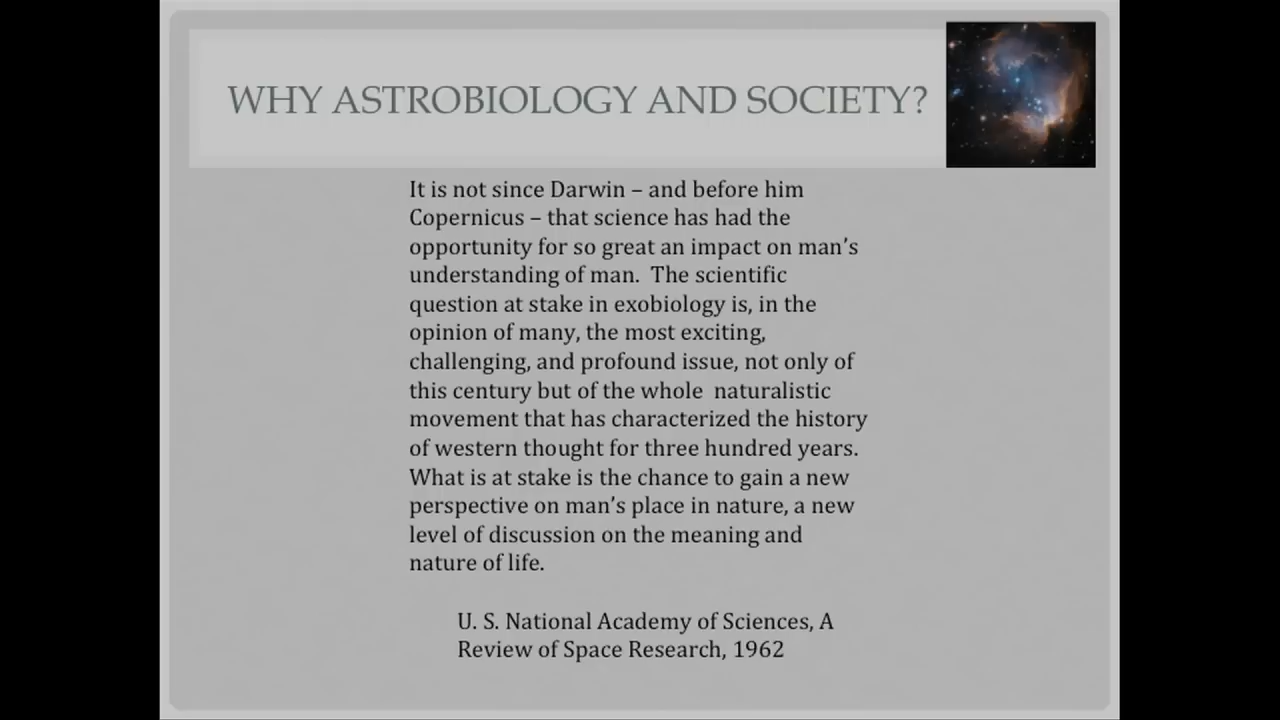 WHY ASTROBIOLOGY AND SOCIETY?
It is not since Darwin – and before him
Copernicus – that science has had the
opportunity for so great an impact on man’s
understanding of man.  The scientific
question at stake in exobiology is, in the
opinion of many, the most exciting,
challenging, and profound issue, not only of
this century but of the whole  naturalistic
movement that has characterized the history
of western thought for three hundred years.
What is at stake is the chance to gain a new
perspective on man’s place in nature, a new
level of discussion on the meaning and
nature of life.
U. S. National Academy of Sciences, A
Review of Space Research, 1962